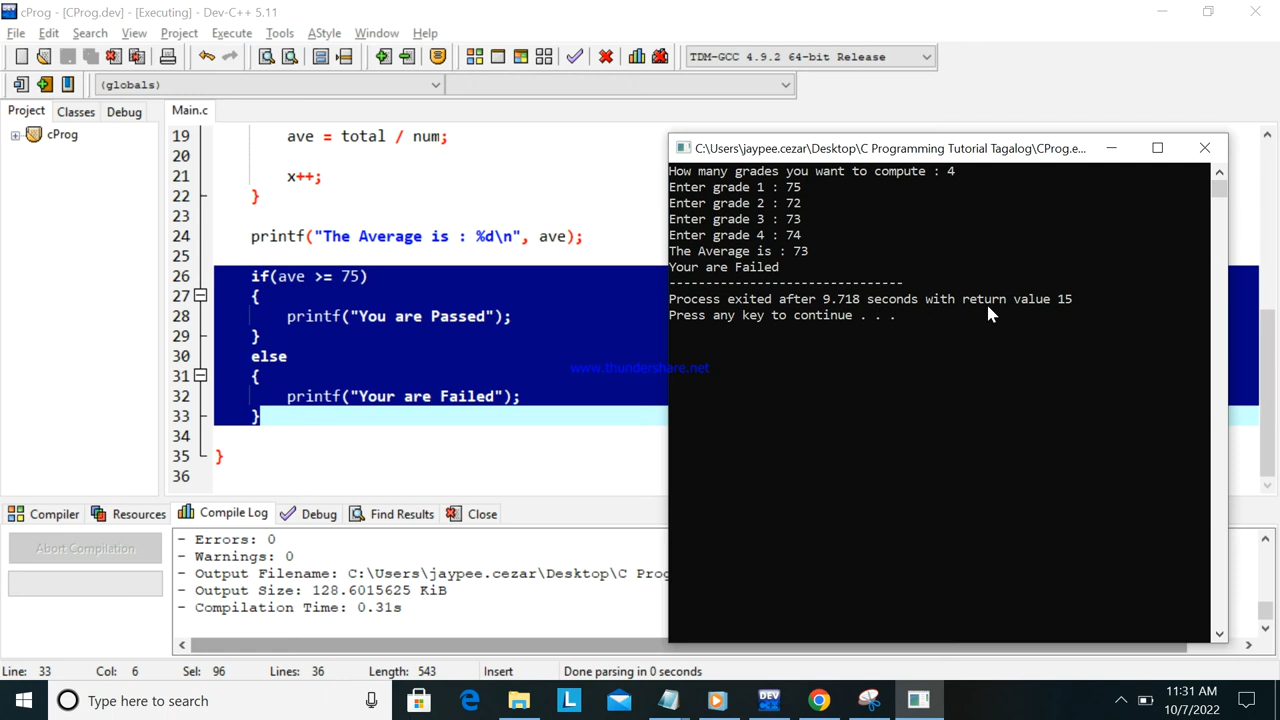 cProg - [CProg.dev] - [Executing] - Dev-C++ 5.11
File Edit Search View Project Execute Tools AStyle Window Help
TDM-GCC 4.9.2 64-bit Release
(globals)
Project Classes Debug
Main.c
cProg
19 ave = total / num;
20
21 x++;
22 }
23
24 printf("The Average is : %d\n", ave);
25
26 if(ave >= 75)
27 {
28 printf("You are Passed");
29 }
30 else
31 {
32 printf("Your are Failed");
33 }
34
35 }
36
www.thundershare.net
C:\Users\jaypee.cezar\Desktop\C Programming Tutorial Tagalog\CProg.e...
How many grades you want to compute : 4
Enter grade 1 : 75
Enter grade 2 : 72
Enter grade 3 : 73
Enter grade 4 : 74
The Average is : 73
Your are Failed
--------------------------------
Process exited after 9.718 seconds with return value 15
Press any key to continue . . .
Compiler Resources Compile Log Debug Find Results Close
Abort Compilation
- Errors: 0
- Warnings: 0
- Output Filename: C:\Users\jaypee.cezar\Desktop\C Prog
- Output Size: 128.6015625 KiB
- Compilation Time: 0.31s
Line: 33 Col: 6 Sel: 96 Lines: 36 Length: 543 Insert Done parsing in 0 seconds
Type here to search
DEV
11:31 AM
10/7/2022